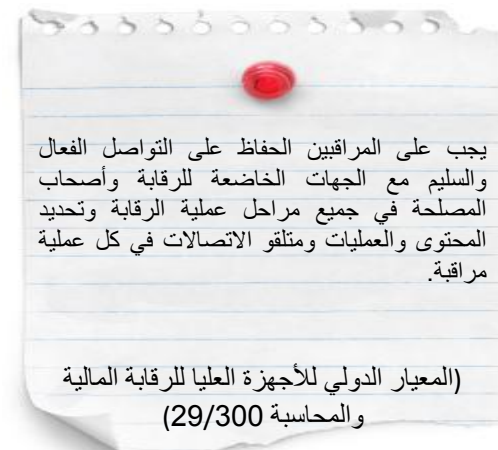 يجب على المراقبين الحفاظ على التواصل الفعال
والسليم مع الجهات الخاضعة للرقابة وأصحاب
المصلحة في جميع مراحل عملية الرقابة وتحديد
المحتوى والعمليات ومتلقو الاتصالات في كل عملية
مراقبة.
(المعيار الدولي للأجهزة العليا للرقابة المالية
والمحاسبة 29/300)